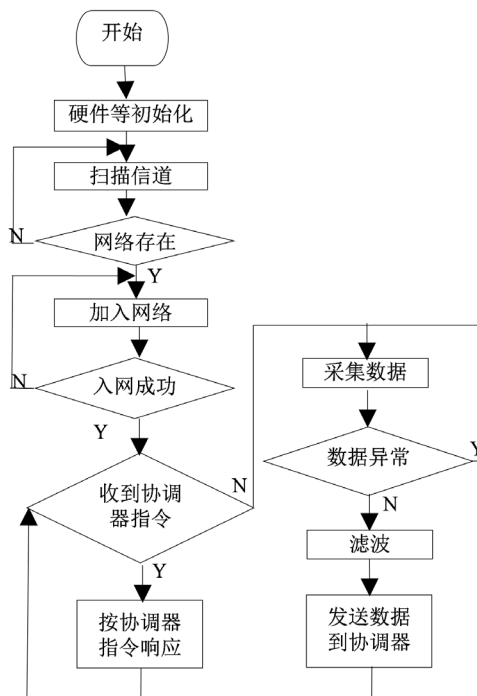 开始
硬件等初始化
扫描信道
N
网络存在
Y
加入网络
N
入网成功
Y
收到协调
器指令
N
Y
按协调器
指令响应
采集数据
数据异常
Y
N
滤波
发送数据
到协调器